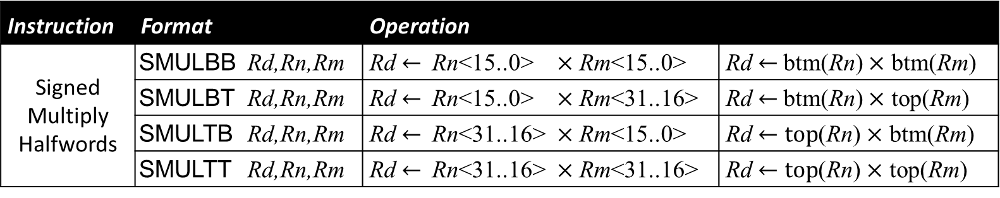 Instruction Format Operation
Signed
Multiply
Halfwords
SMULBB Rd,Rn,Rm Rd ← Rn<15..0> × Rm<15..0> Rd ← btm(Rn) × btm(Rm)
SMULBT Rd,Rn,Rm Rd ← Rn<15..0> × Rm<31..16> Rd ← btm(Rn) × top(Rm)
SMULTB Rd,Rn,Rm Rd ← Rn<31..16> × Rm<15..0> Rd ← top(Rn) × btm(Rm)
SMULTT Rd,Rn,Rm Rd ← Rn<31..16> × Rm<31..16> Rd ← top(Rn) × top(Rm)